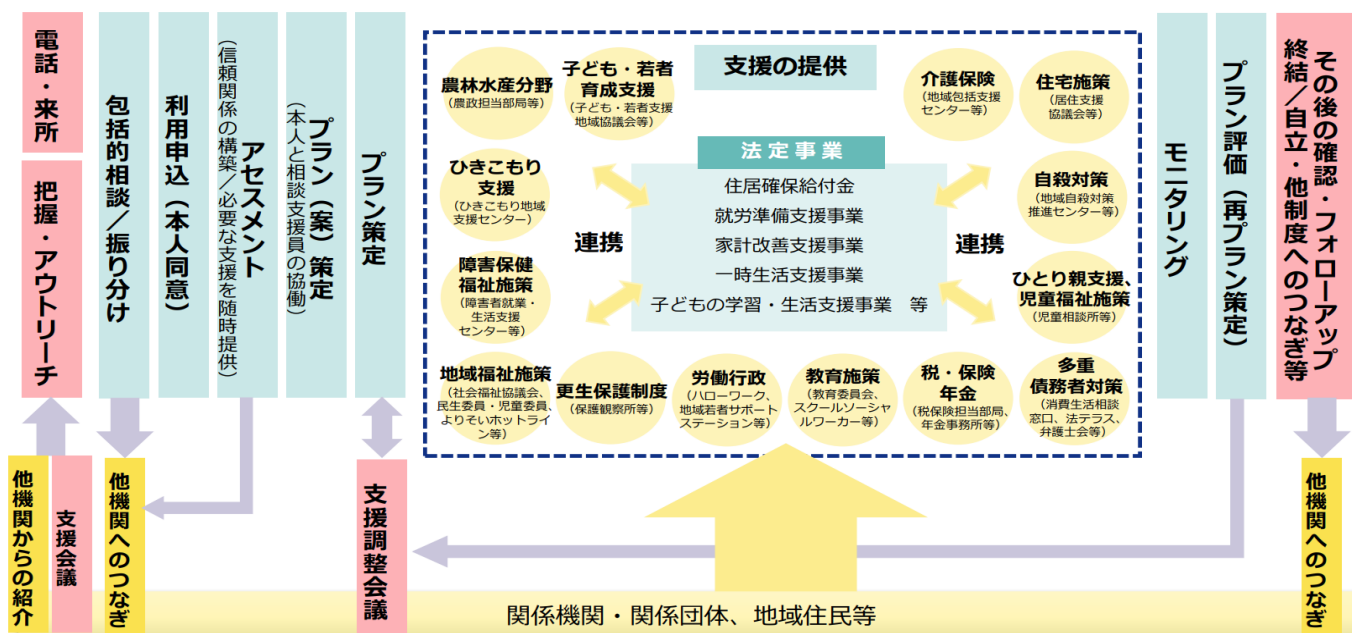 電話・来所
把握・アウトリーチ
他機関からの紹介
支援会議
包括的相談／振り分け
他機関へのつなぎ
利用申込（本人同意）
アセスメント
（信頼関係の構築／必要な支援を随時提供）
プラン（案）策定
（本人と相談支援員の協働）
プラン策定
支援調整会議
支援の提供
農林水産分野
（農政担当部局等）
子ども・若者
育成支援
（子ども・若者支援
地域協議会等）
介護保険
（地域包括支援
センター等）
住宅施策
（居住支援
協議会等）
ひきこもり
支援
（ひきこもり地域
支援センター）
法定事業
住居確保給付金
就労準備支援事業
家計改善支援事業
一時生活支援事業
子どもの学習・生活支援事業　等
連携
連携
自殺対策
（地域自殺対策
推進センター等）
障害保健
福祉施策
（障害者就業・
生活支援
センター等）
ひとり親支援、
児童福祉施策
（児童相談所等）
地域福祉施策
（社会福祉協議会、
民生委員・児童委員、
よりそいホットライ
ン等）
更生保護制度
（保護観察所等）
労働行政
（ハローワーク、
地域若者サポート
ステーション等）
教育施策
（教育委員会、
スクールソーシャ
ルワーカー等）
税・保険
年金
（税保険担当部局、
年金事務所等）
多重
債務者対策
（消費生活相談
窓口、法テラス、
弁護士会等）
モニタリング
プラン評価（再プラン策定）
その後の確認・フォローアップ
終結／自立・他制度へのつなぎ等
他機関へのつなぎ
関係機関・関係団体、地域住民等